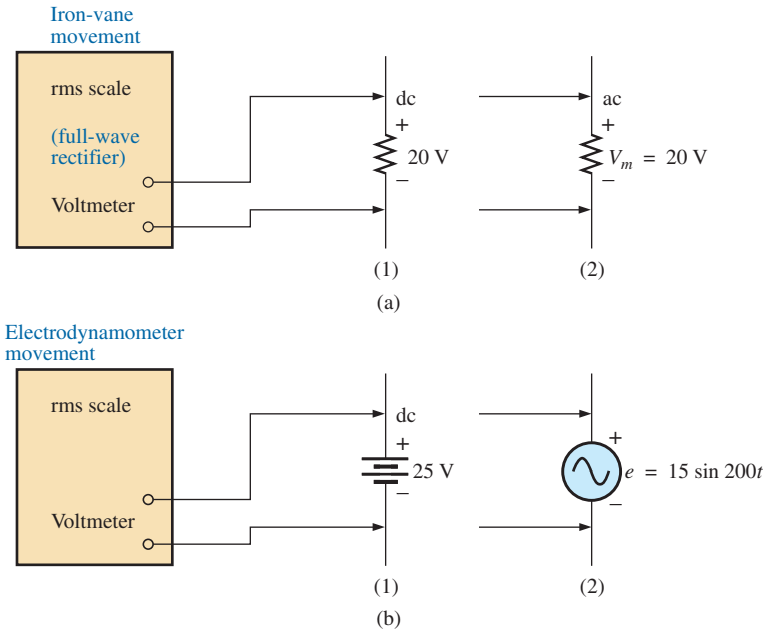 Iron-vane
movement
rms scale
(full-wave
rectifier)
Voltmeter
dc
+
20 V
–
(1)
ac
+
V_m = 20 V
–
(2)
(a)
Electrodynamometer
movement
rms scale
Voltmeter
dc
+
25 V
–
(1)
+
e = 15 sin 200t
–
(2)
(b)